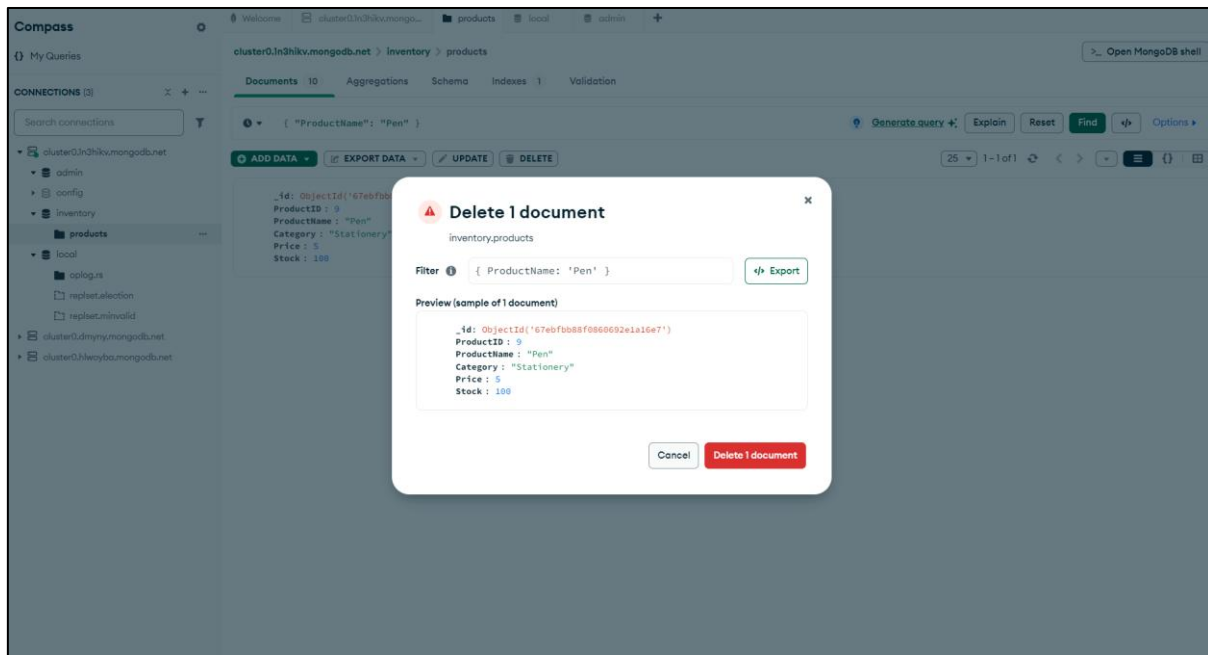 Compass
Welcome
cluster0.ln3hikv.mongo...
products
local
admin
My Queries
cluster0.ln3hikv.mongodb.net > inventory > products
>_ Open MongoDB shell
Documents 10
Aggregations
Schema
Indexes 1
Validation
CONNECTIONS (3)
Search connections
{ "ProductName": "Pen" }
Generate query
Explain
Reset
Find
</>
Options
ADD DATA
EXPORT DATA
UPDATE
DELETE
25
1-1 of 1
cluster0.ln3hikv.mongodb.net
admin
config
inventory
products
local
oplog.rs
replset.election
replset.minvalid
cluster0.dmyny.mongodb.net
cluster0.hlwoyba.mongodb.net
_id: ObjectId('67ebfbb
ProductID : 9
ProductName : "Pen"
Category : "Stationery"
Price : 5
Stock : 100
Delete 1 document
inventory.products
Filter
{ ProductName: 'Pen' }
</> Export
Preview (sample of 1 document)
_id: ObjectId('67ebfbb88f0860692e1a16e7')
ProductID : 9
ProductName : "Pen"
Category : "Stationery"
Price : 5
Stock : 100
Cancel
Delete 1 document